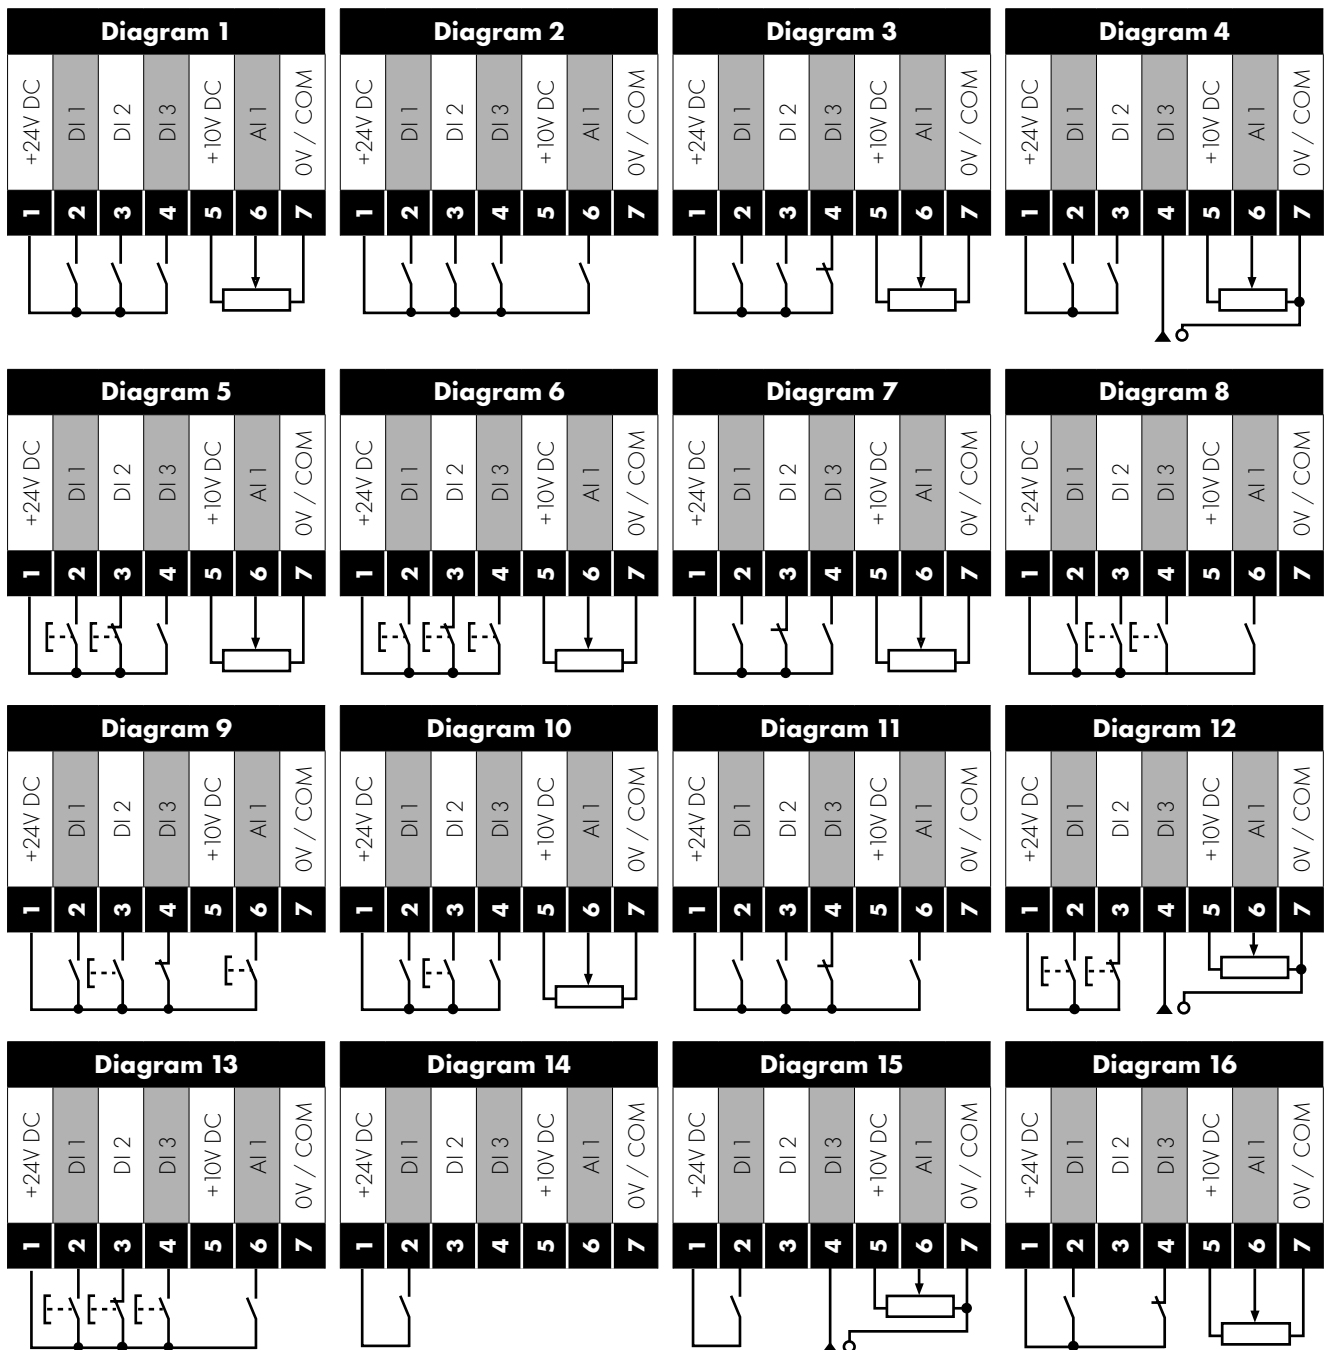 Diagram 1 Diagram 2 Diagram 3 Diagram 4
+24V DC DI 1 DI 2 DI 3 +10V DC AI 1 0V / COM +24V DC DI 1 DI 2 DI 3 +10V DC AI 1 0V / COM +24V DC DI 1 DI 2 DI 3 +10V DC AI 1 0V / COM +24V DC DI 1 DI 2 DI 3 +10V DC AI 1 0V / COM
1 2 3 4 5 6 7 1 2 3 4 5 6 7 1 2 3 4 5 6 7 1 2 3 4 5 6 7
Diagram 5 Diagram 6 Diagram 7 Diagram 8
+24V DC DI 1 DI 2 DI 3 +10V DC AI 1 0V / COM +24V DC DI 1 DI 2 DI 3 +10V DC AI 1 0V / COM +24V DC DI 1 DI 2 DI 3 +10V DC AI 1 0V / COM +24V DC DI 1 DI 2 DI 3 +10V DC AI 1 0V / COM
1 2 3 4 5 6 7 1 2 3 4 5 6 7 1 2 3 4 5 6 7 1 2 3 4 5 6 7
Diagram 9 Diagram 10 Diagram 11 Diagram 12
+24V DC DI 1 DI 2 DI 3 +10V DC AI 1 0V / COM +24V DC DI 1 DI 2 DI 3 +10V DC AI 1 0V / COM +24V DC DI 1 DI 2 DI 3 +10V DC AI 1 0V / COM +24V DC DI 1 DI 2 DI 3 +10V DC AI 1 0V / COM
1 2 3 4 5 6 7 1 2 3 4 5 6 7 1 2 3 4 5 6 7 1 2 3 4 5 6 7
Diagram 13 Diagram 14 Diagram 15 Diagram 16
+24V DC DI 1 DI 2 DI 3 +10V DC AI 1 0V / COM +24V DC DI 1 DI 2 DI 3 +10V DC AI 1 0V / COM +24V DC DI 1 DI 2 DI 3 +10V DC AI 1 0V / COM +24V DC DI 1 DI 2 DI 3 +10V DC AI 1 0V / COM
1 2 3 4 5 6 7 1 2 3 4 5 6 7 1 2 3 4 5 6 7 1 2 3 4 5 6 7